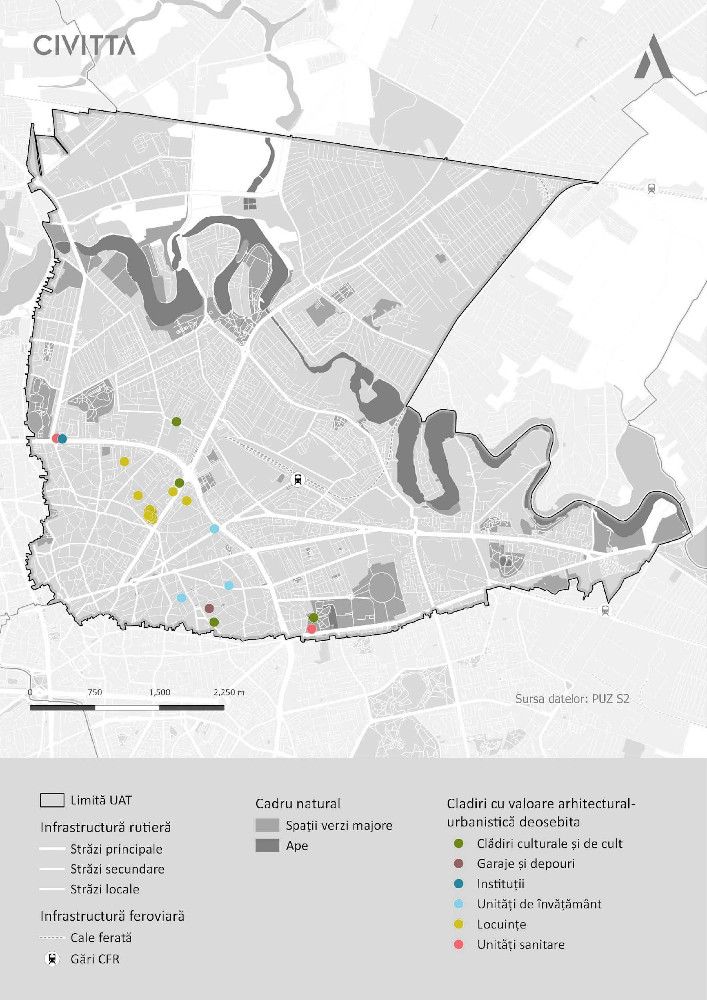 CIVITTA
0 750 1,500 2,250 m
Sursa datelor: PUZ S2
Limită UAT
Infrastructură rutieră
Străzi principale
Străzi secundare
Străzi locale
Infrastructură feroviară
Cale ferată
Gări CFR
Cadru natural
Spații verzi majore
Ape
Cladiri cu valoare arhitectural-
urbanistică deosebita
Clădiri culturale și de cult
Garaje și depouri
Instituții
Unități de învățământ
Locuințe
Unități sanitare